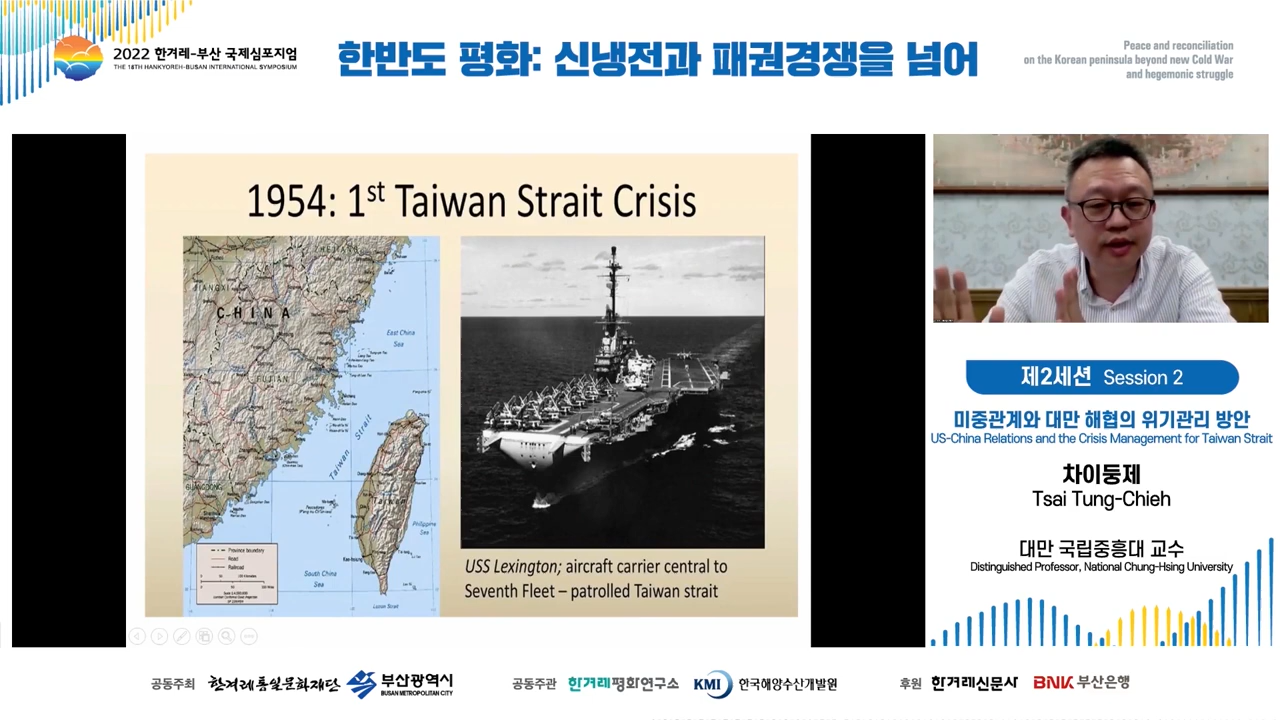 2022 한겨레-부산 국제심포지엄
THE 18TH HANKYOREH-BUSAN INTERNATIONAL SYMPOSIUM
한반도 평화: 신냉전과 패권경쟁을 넘어
Peace and reconciliation
on the Korean peninsula beyond new Cold War
and hegemonic struggle
1954: 1st Taiwan Strait Crisis
CHINA
East China
Sea
FUJIAN
Taiwan Strait
Philippine
Sea
South China
Sea
Luzon Strait
Province boundary
Road
Railroad
USS Lexington; aircraft carrier central to
Seventh Fleet – patrolled Taiwan strait
제2세션 Session 2
미중관계와 대만 해협의 위기관리 방안
US-China Relations and the Crisis Management for Taiwan Strait
차이둥제
Tsai Tung-Chieh
대만 국립중흥대 교수
Distinguished Professor, National Chung-Hsing University
공동주최 한겨레통일문화재단 부산광역시
BUSAN METROPOLITAN CITY
공동주관 한겨레평화연구소 KMI 한국해양수산개발원
후원 한겨레신문사 BNK 부산은행